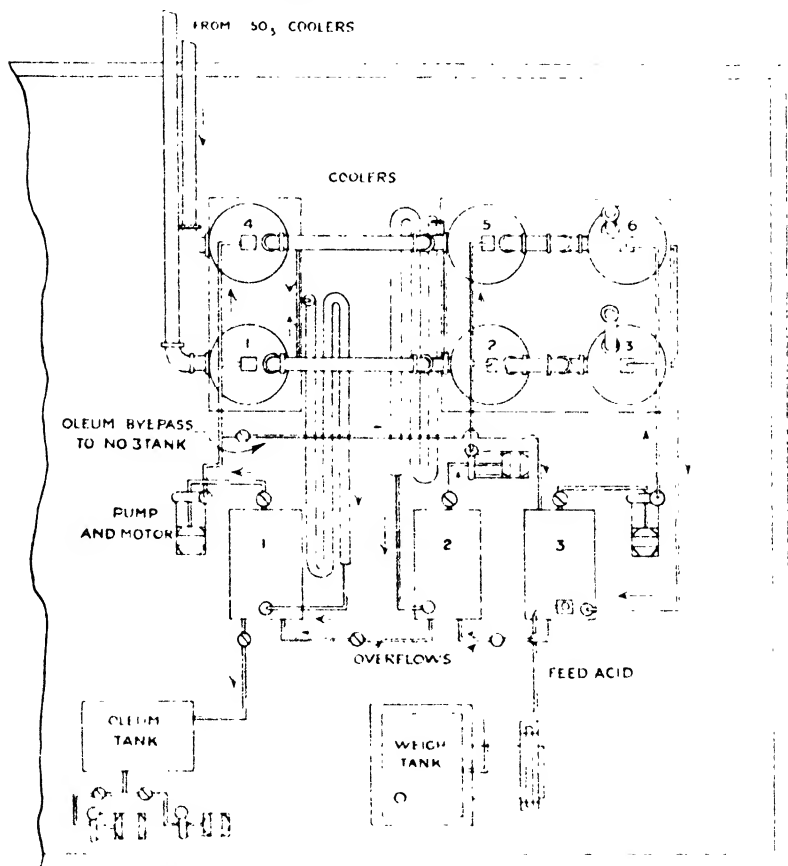 FROM SO3 COOLERS
COOLERS
4
5
6
1
2
3
OLEUM BYEPASS
TO NO 3 TANK
PUMP
AND MOTOR
1
2
3
OVERFLOWS
FEED ACID
OLEUM
TANK
WEIGH
TANK